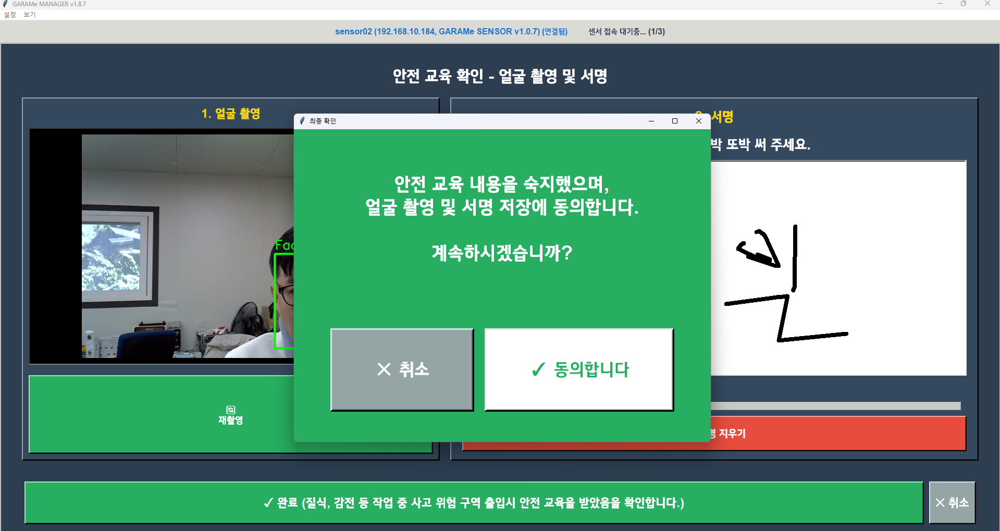 GARAMe MANAGER v1.8.7
설정 보기
sensor02 (192.168.10.184, GARAMe SENSOR v1.0.7) (연결됨) 센서 접속 대기중... (1/3)
안전 교육 확인 - 얼굴 촬영 및 서명
1. 얼굴 촬영
서명
박 또박 써 주세요.
최종 확인
안전 교육 내용을 숙지했으며,
얼굴 촬영 및 서명 저장에 동의합니다.
계속하시겠습니까?
✕ 취소
✓ 동의합니다
재촬영
지우기
✓ 완료 (질식, 감전 등 작업 중 사고 위험 구역 출입시 안전 교육을 받았음을 확인합니다.)
✕ 취소